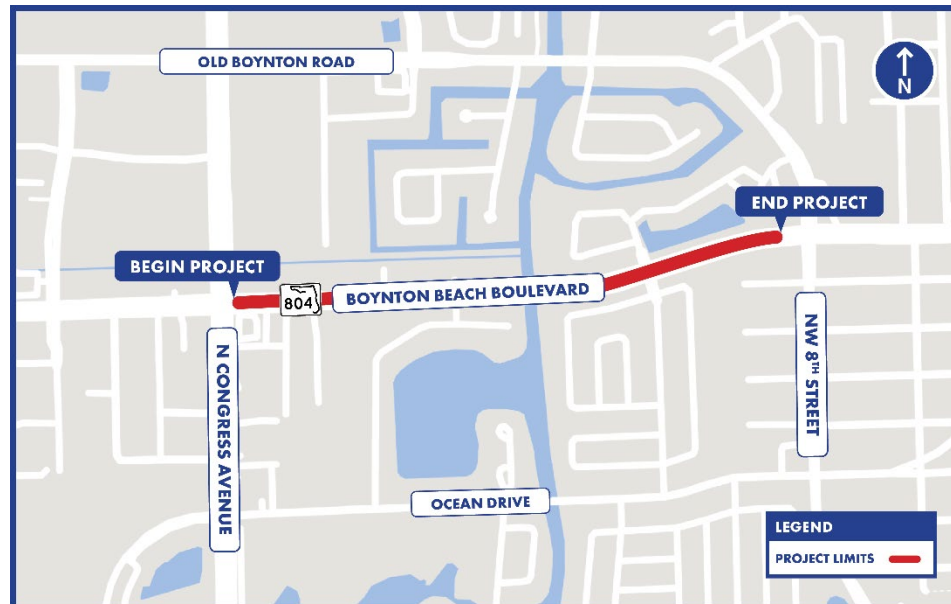 OLD BOYNTON ROAD
N
END PROJECT
BEGIN PROJECT
804
BOYNTON BEACH BOULEVARD
N CONGRESS AVENUE
NW 8TH STREET
OCEAN DRIVE
LEGEND
PROJECT LIMITS